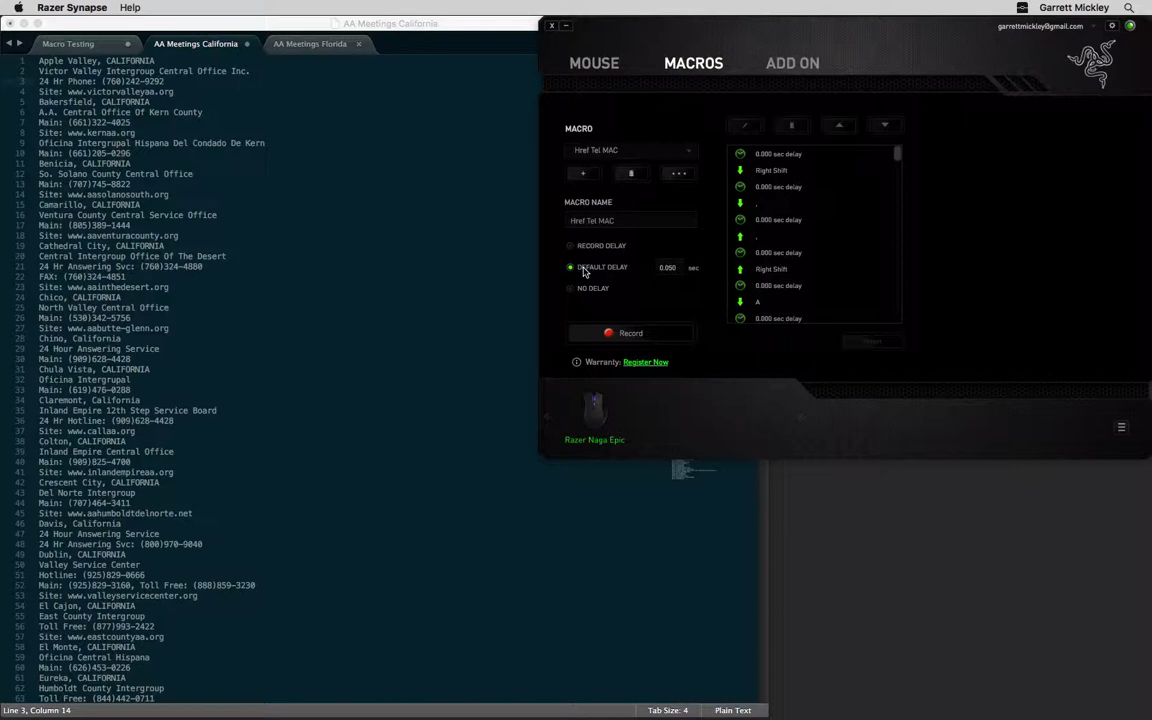 Razer Synapse Help Garrett Mickley
AA Meetings California
Macro Testing AA Meetings California AA Meetings Florida
1 Apple Valley, CALIFORNIA
2 Victor Valley Intergroup Central Office Inc.
3 24 Hr Phone: (760)242-9292
4 Site: www.victorvalleyaa.org
5 Bakersfield, CALIFORNIA
6 A.A. Central Office Of Kern County
7 Main: (661)322-4025
8 Site: www.kernaa.org
9 Oficina Intergrupal Hispana Del Condado De Kern
10 Main: (661)205-0296
11 Benicia, CALIFORNIA
12 So. Solano County Central Office
13 Main: (707)745-8822
14 Site: www.aasolanosouth.org
15 Camarillo, CALIFORNIA
16 Ventura County Central Service Office
17 Main: (805)389-1444
18 Site: www.aaventuracounty.org
19 Cathedral City, CALIFORNIA
20 Central Intergroup Office Of The Desert
21 24 Hr Answering Svc: (760)324-4880
22 FAX: (760)324-4851
23 Site: www.aainthedesert.org
24 Chico, CALIFORNIA
25 North Valley Central Office
26 Main: (530)342-5756
27 Site: www.aabutte-glenn.org
28 Chino, CALIFORNIA
29 24 Hour Answering Service
30 Main: (909)628-4428
31 Chula Vista, CALIFORNIA
32 Oficina Intergrupal
33 Main: (619)476-0288
34 Claremont, California
35 Inland Empire 12th Step Service Board
36 24 Hr Hotline: (909)628-4428
37 Site: www.callaa.org
38 Colton, CALIFORNIA
39 Inland Empire Central Office
40 Main: (909)825-4700
41 Site: www.inlandempireaa.org
42 Crescent City, CALIFORNIA
43 Del Norte Intergroup
44 Main: (707)464-3411
45 Site: www.aahumboldtdelnorte.net
46 Davis, California
47 24 Hour Answering Service
48 24 Hr Answering Svc: (800)970-9040
49 Dublin, CALIFORNIA
50 Valley Service Center
51 Hotline: (925)829-0666
52 Main: (925)829-3160, Toll Free: (888)859-3230
53 Site: www.valleyservicecenter.org
54 El Cajon, CALIFORNIA
55 East County Intergroup
56 Toll Free: (877)993-2422
57 Site: www.eastcountyaa.org
58 El Monte, CALIFORNIA
59 Oficina Central Hispana
60 Main: (626)453-0226
61 Eureka, CALIFORNIA
62 Humboldt County Intergroup
63 Toll Free: (844)442-0711
Line 3, Column 14 Tab Size: 4 Plain Text
garrettmickley@gmail.com
MOUSE MACROS ADD ON
MACRO
Href Tel MAC
MACRO NAME
Href Tel MAC
RECORD DELAY
DEFAULT DELAY 0.050 sec
NO DELAY
Record
Warranty: Register Now
0.000 sec delay
Right Shift
0.000 sec delay
,
0.000 sec delay
,
0.000 sec delay
Right Shift
0.000 sec delay
A
0.000 sec delay
Razer Naga Epic